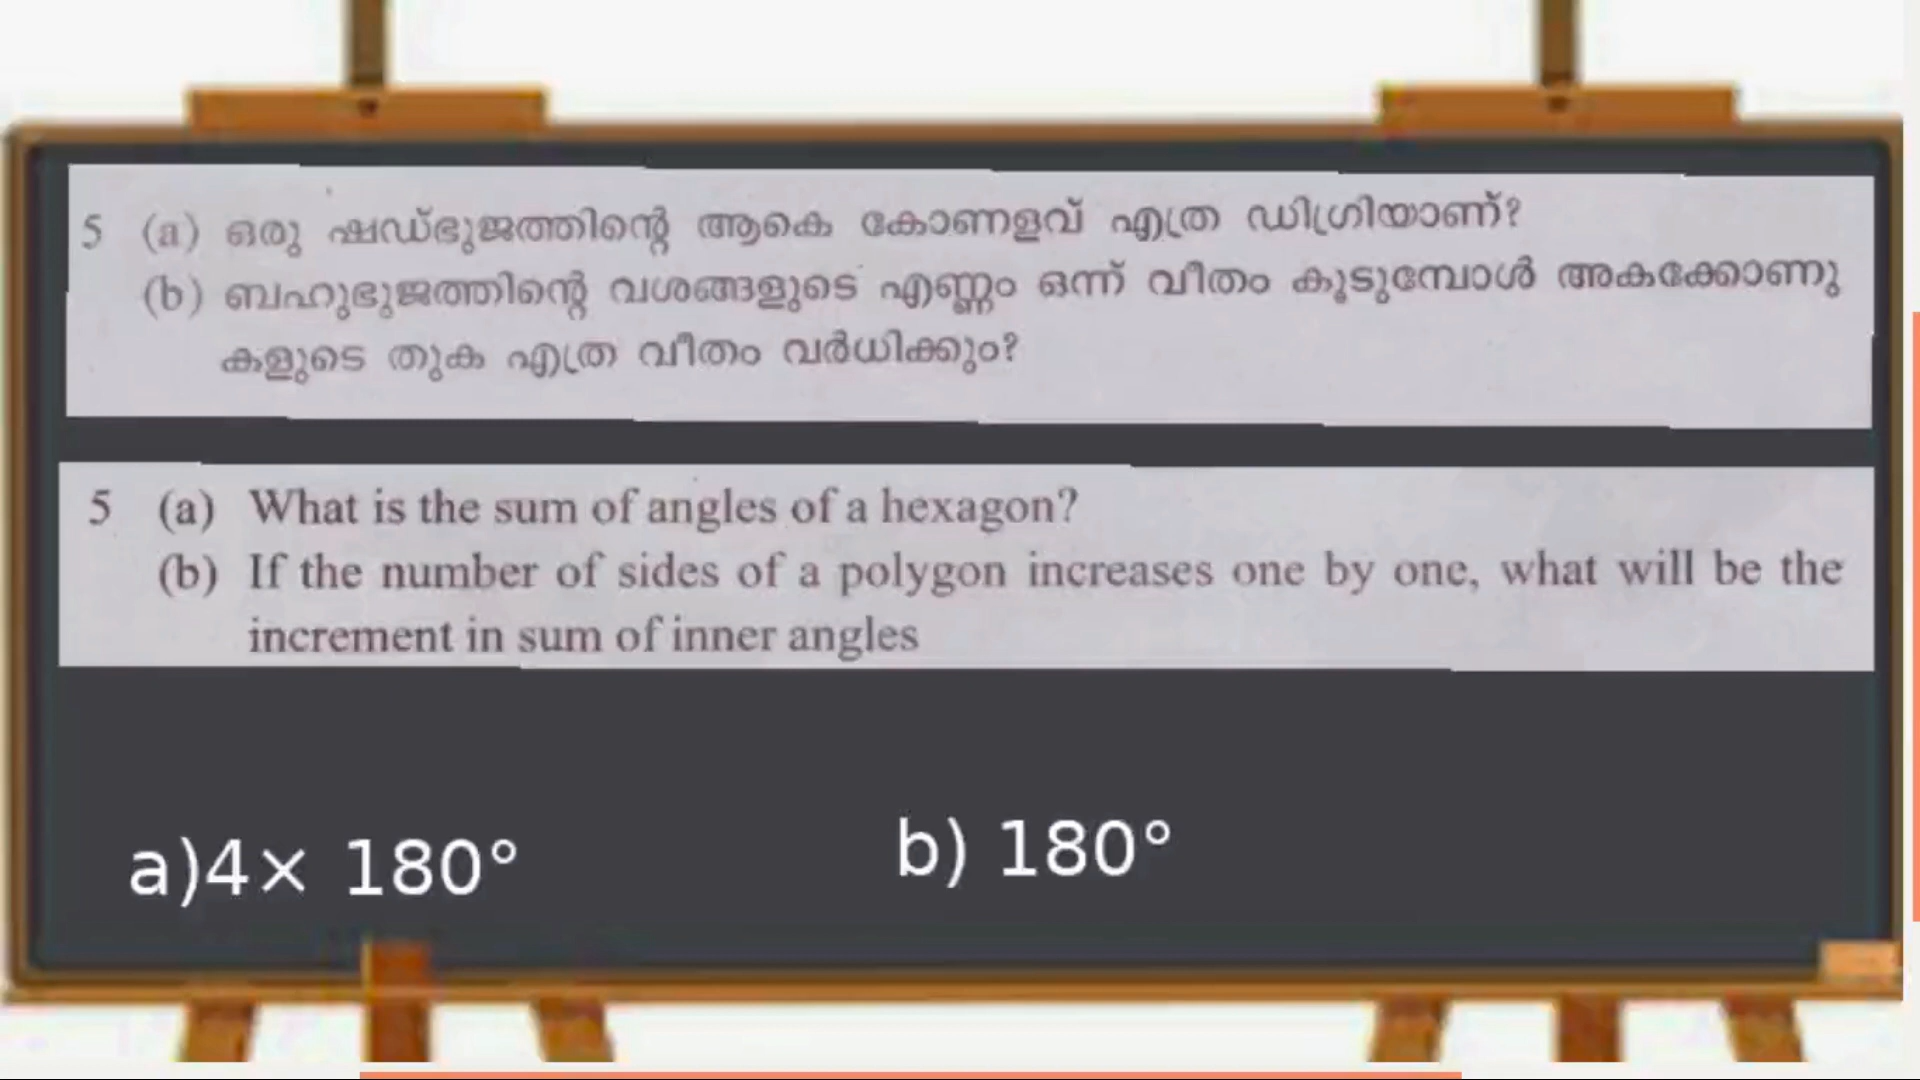 5 (a) ഒരു ഷഡ്ഭുജത്തിന്റെ ആകെ കോണളവ് എത്ര ഡിഗ്രിയാണ്?
(b) ബഹുഭുജത്തിന്റെ വശങ്ങളുടെ എണ്ണം ഒന്ന് വീതം കൂടുമ്പോൾ അകക്കോണു
കളുടെ തുക എത്ര വീതം വർധിക്കും?
5 (a) What is the sum of angles of a hexagon?
(b) If the number of sides of a polygon increases one by one, what will be the
increment in sum of inner angles
a)4× 180°
b) 180°